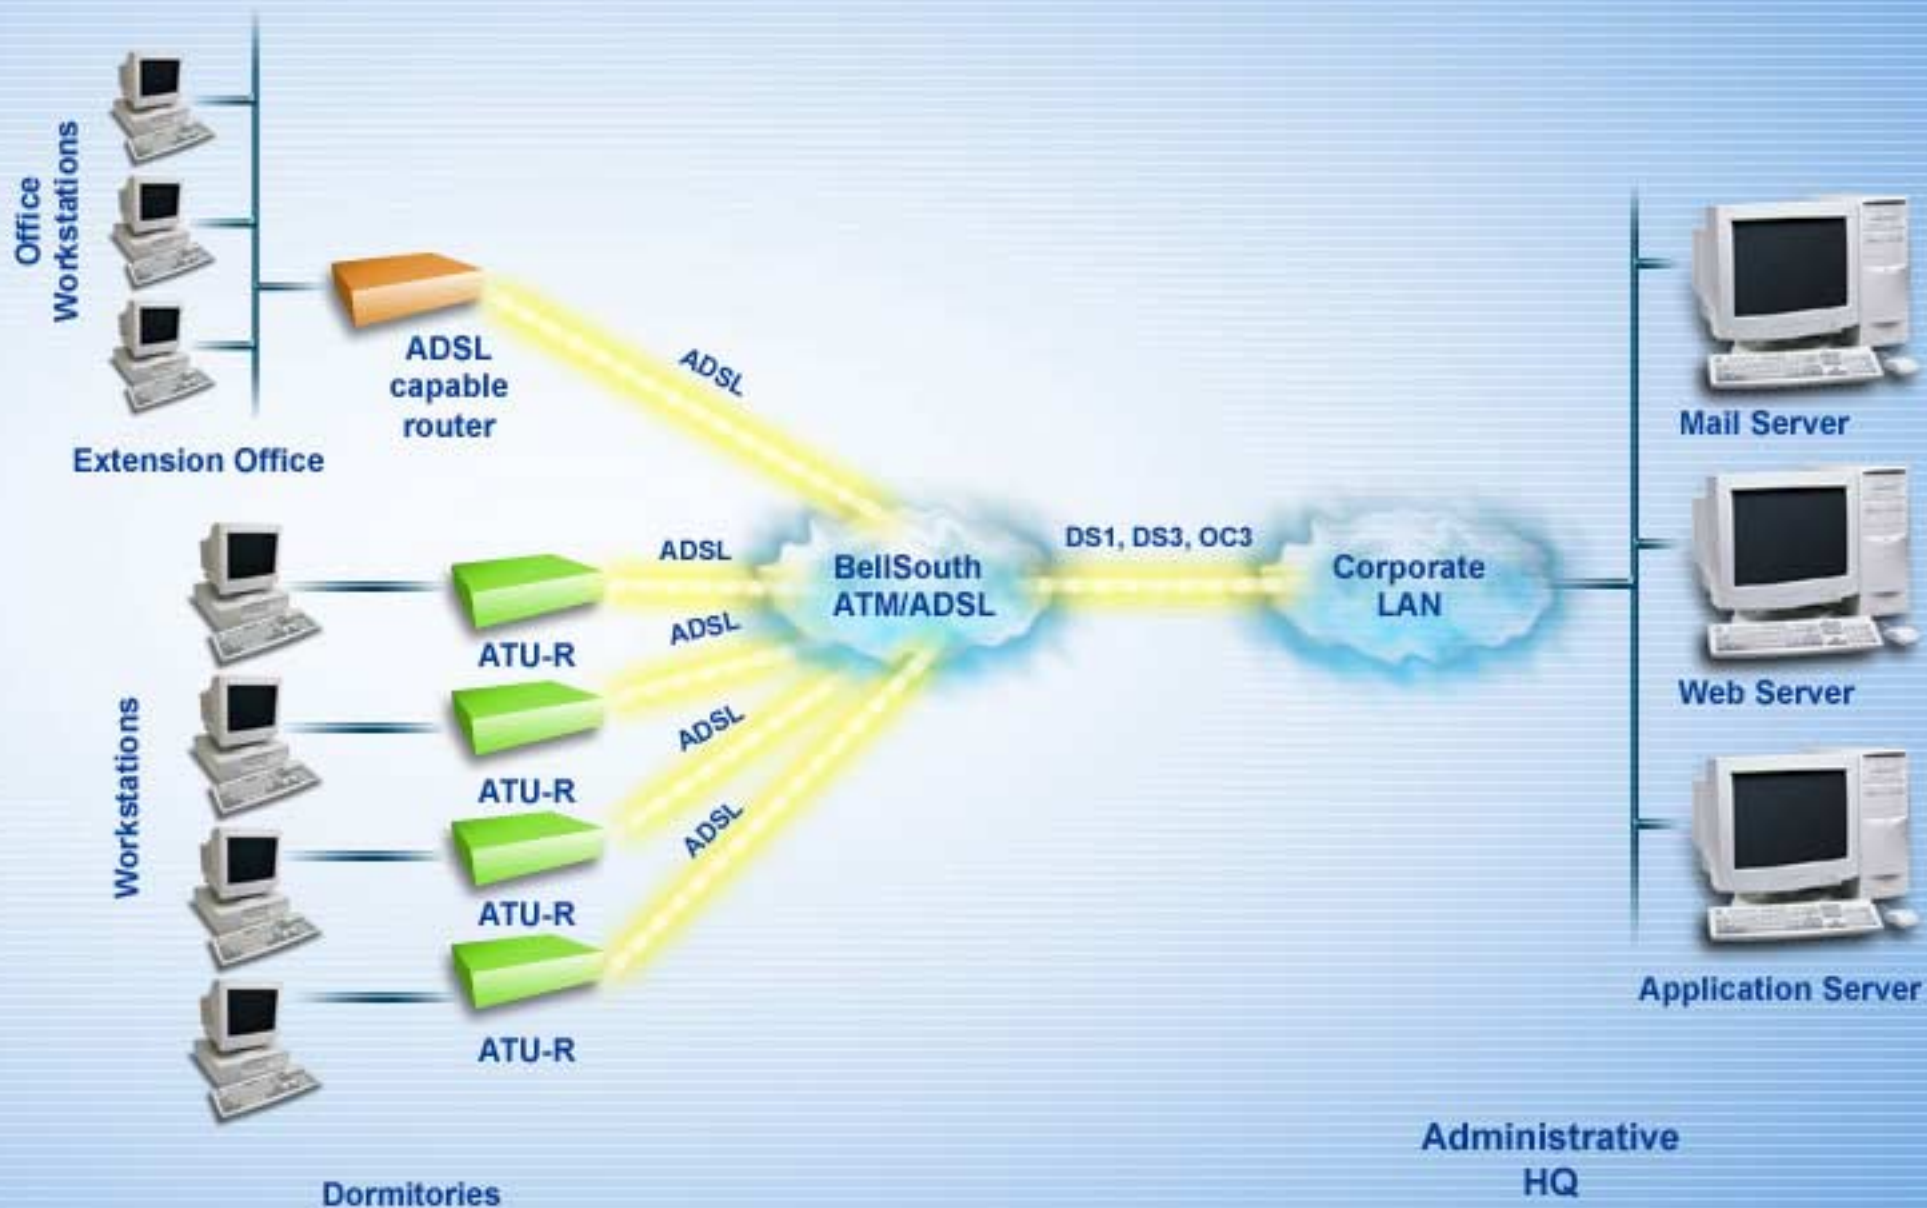 Office
Workstations
ADSL
capable
router
Extension Office
ADSL
Workstations
ADSL
ATU-R
ADSL
ATU-R
ADSL
ATU-R
ADSL
ATU-R
Dormitories
BellSouth
ATM/ADSL
DS1, DS3, OC3
Corporate
LAN
Mail Server
Web Server
Application Server
Administrative
HQ